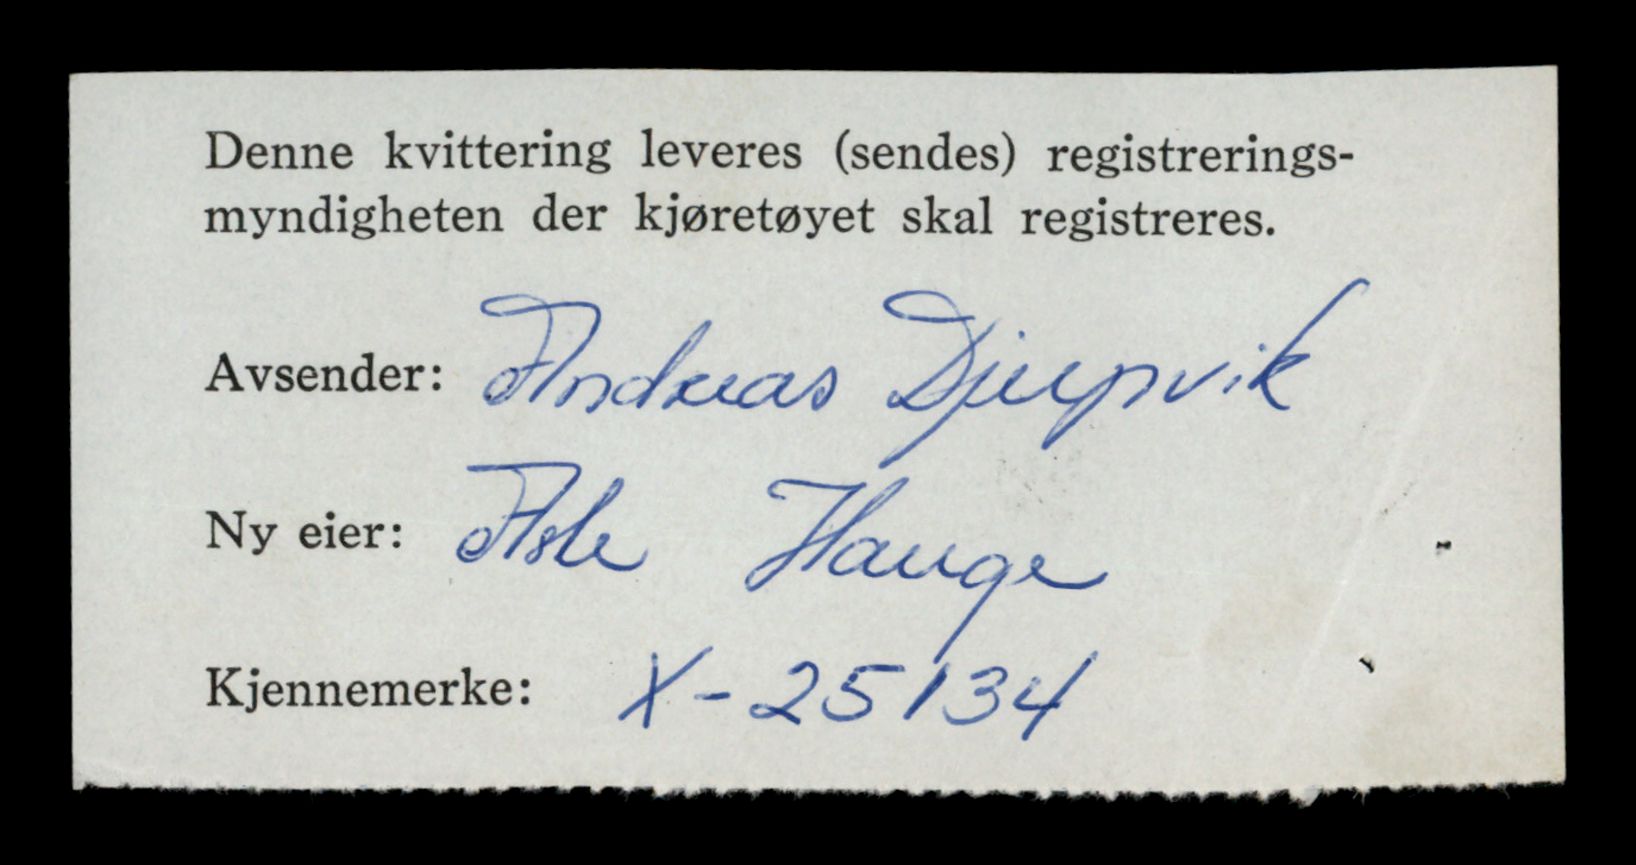 Denne kvittering leveres (sendes) registrerings-
myndigheten der kjøretøyet skal registreres.
Avsender: Andreas Djupvik
Ny eier: Asle Hauge
Kjennemerke: X-25134